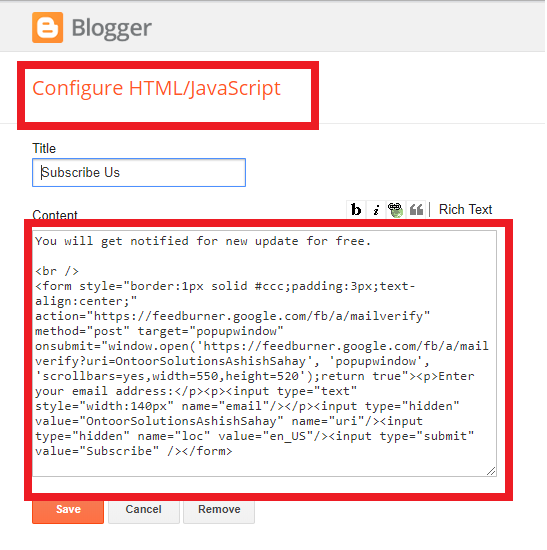 Blogger
Configure HTML/JavaScript
Title
Subscribe Us
Content
b i Rich Text
You will get notified for new update for free.
<br />
<form style="border:1px solid #ccc;padding:3px;text-
align:center;"
action="https://feedburner.google.com/fb/a/mailverify"
method="post" target="popupwindow"
onsubmit="window.open('https://feedburner.google.com/fb/a/mail
verify?uri=OntoorSolutionsAshishSahay', 'popupwindow',
'scrollbars=yes,width=550,height=520');return true"><p>Enter
your email address:</p><p><input type="text"
style="width:140px" name="email"/></p><input type="hidden"
value="OntoorSolutionsAshishSahay" name="uri"/><input
type="hidden" name="loc" value="en_US"/><input type="submit"
value="Subscribe" /></form>
Save Cancel Remove